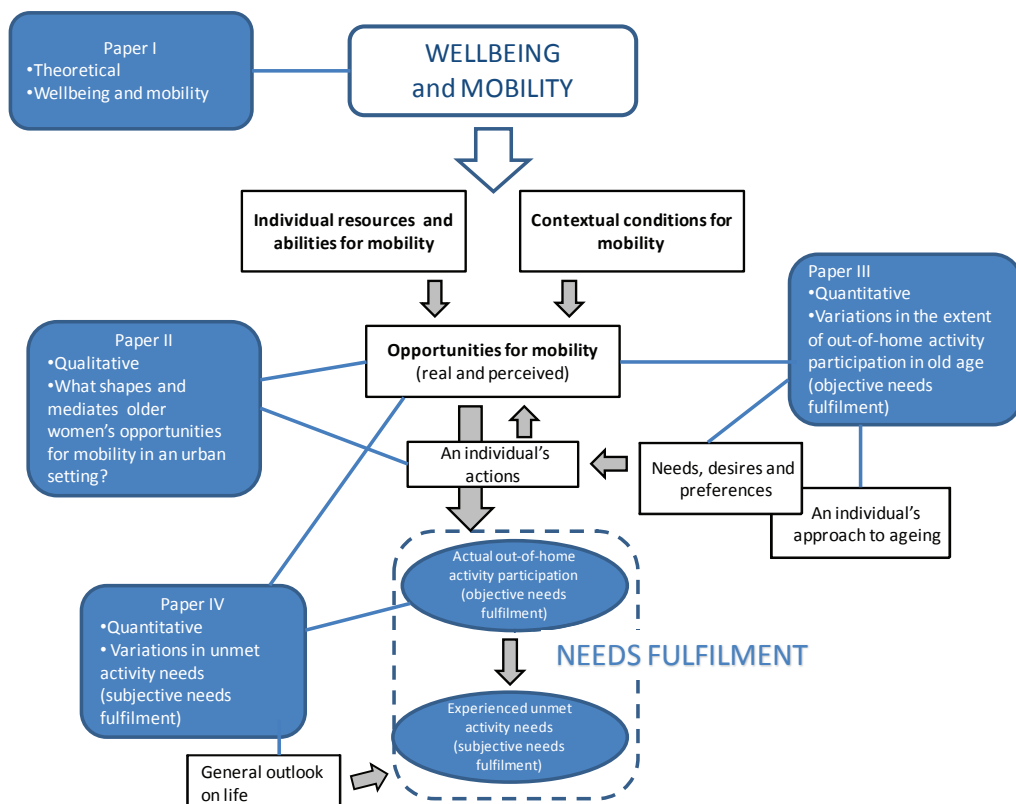 Paper I
•Theoretical
•Wellbeing and mobility
WELLBEING
and MOBILITY
Individual resources and
abilities for mobility
Contextual conditions for
mobility
Paper III
•Quantitative
•Variations in the extent
of out-of-home activity
participation in old age
(objective needs
fulfilment)
Paper II
•Qualitative
•What shapes and
mediates older
women's opportunities
for mobility in an urban
setting?
Opportunities for mobility
(real and perceived)
An individual's
actions
Needs, desires and
preferences
An individual's
approach to ageing
Actual out-of-home
activity participation
(objective needs
fulfilment)
Paper IV
•Quantitative
• Variations in unmet
activity needs
(subjective needs
fulfilment)
NEEDS FULFILMENT
Experienced unmet
activity needs
(subjective needs
fulfilment)
General outlook
on life